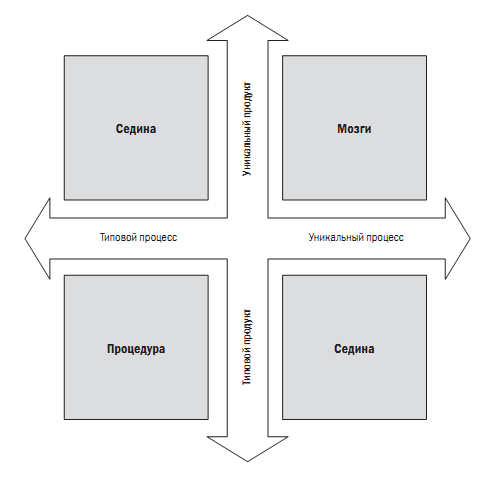 Уникальный продукт
Седина
Мозги
Типовой процесс
Уникальный процесс
Процедура
Типовой продукт
Седина